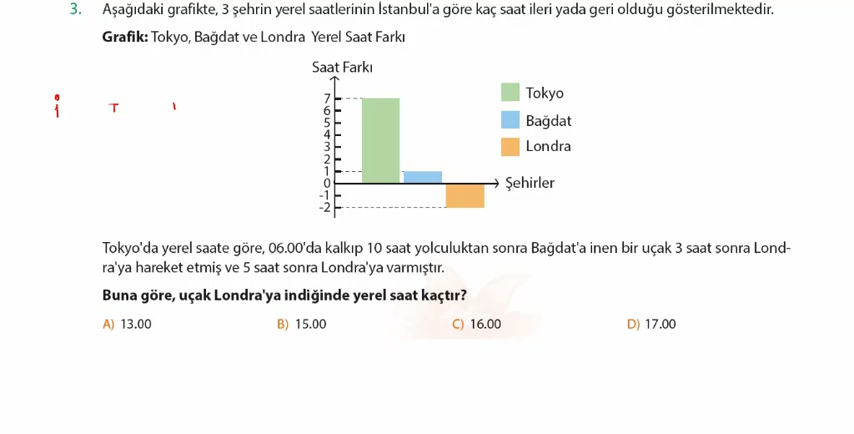 3. Aşağıdaki grafikte, 3 şehrin yerel saatlerinin İstanbul'a göre kaç saat ileri yada geri olduğu gösterilmektedir.
Grafik: Tokyo, Bağdat ve Londra Yerel Saat Farkı
Saat Farkı
7
6
5
4
3
2
1
0
-1
-2
Şehirler
Tokyo
Bağdat
Londra
i T ı
Tokyo'da yerel saate göre, 06.00'da kalkıp 10 saat yolculuktan sonra Bağdat'a inen bir uçak 3 saat sonra Lond-
ra'ya hareket etmiş ve 5 saat sonra Londra'ya varmıştır.
Buna göre, uçak Londra'ya indiğinde yerel saat kaçtır?
A) 13.00 B) 15.00 C) 16.00 D) 17.00